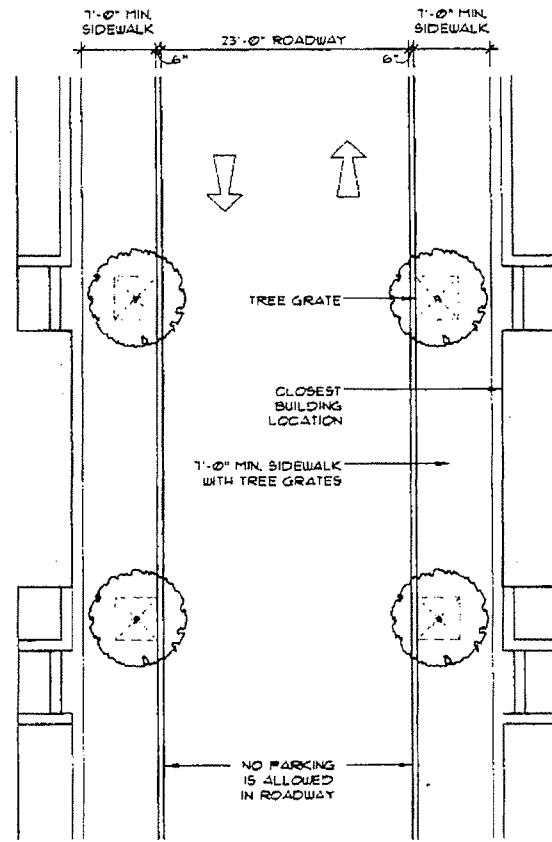 7'-0" MIN.
SIDEWALK
23'-0" ROADWAY
7'-0" MIN.
SIDEWALK
6"
6"
TREE GRATE
CLOSEST
BUILDING
LOCATION
7'-0" MIN. SIDEWALK
WITH TREE GRATES
NO PARKING
IS ALLOWED
IN ROADWAY